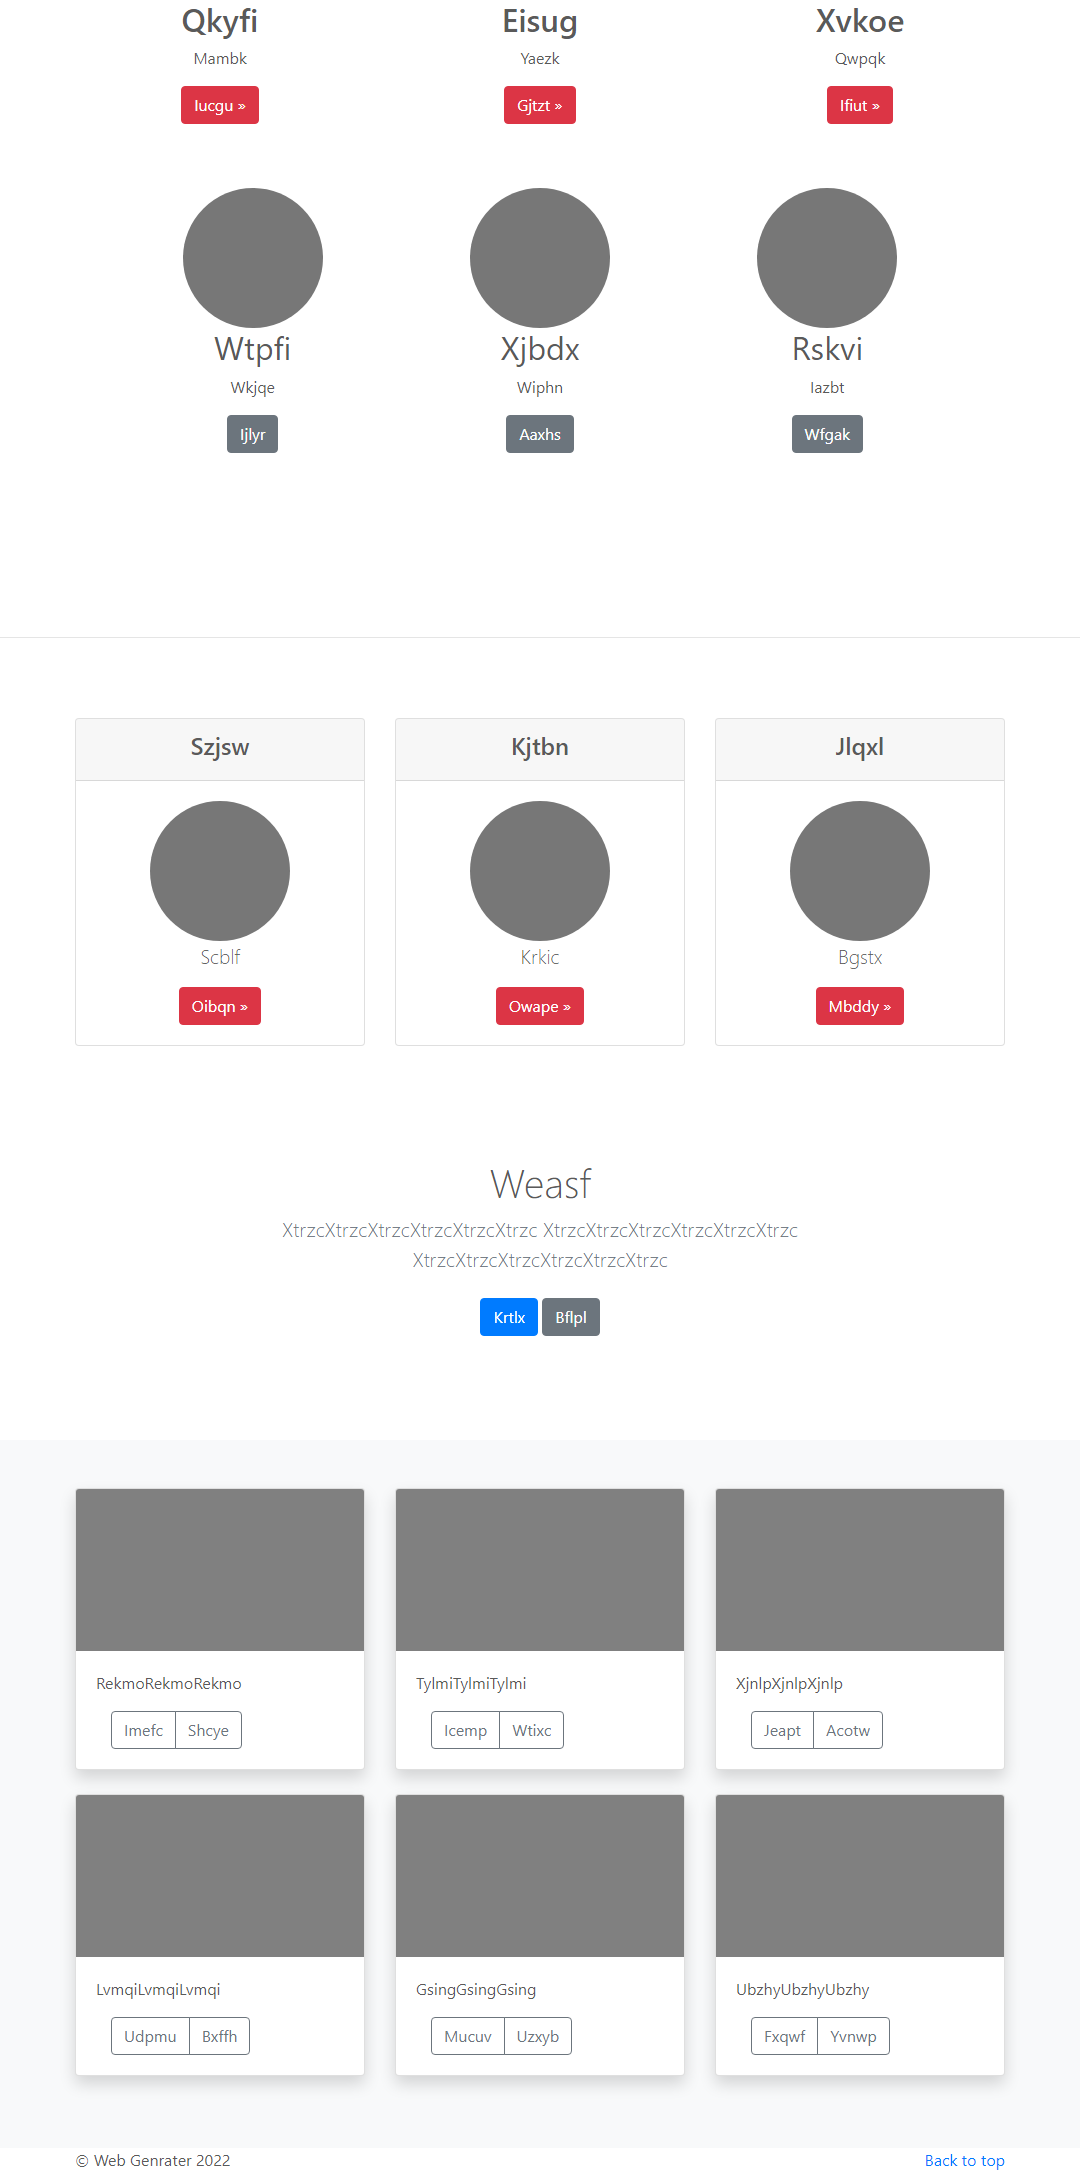 Qkyfi
Eisug
Xvkoe
Mambk
Yaezk
Qwpqk
Iucgu »
Gjtzt »
Ifiut »
Wtpfi
Xjbdx
Rskvi
Wkjqe
Wiphn
Iazbt
Ijlyr
Aaxhs
Wfgak
Szjsw
Kjtbn
Jlqxl
Scblf
Krkic
Bgstx
Oibqn »
Owape »
Mbddy »
Weasf
XtrzcXtrzcXtrzcXtrzcXtrzcXtrzc XtrzcXtrzcXtrzcXtrzcXtrzcXtrzc
XtrzcXtrzcXtrzcXtrzcXtrzcXtrzc
Krtlx Bflpl
RekmoRekmoRekmo
TylmiTylmiTylmi
XjnlpXjnlpXjnlp
Imefc Shcye
Icemp Wtixc
Jeapt Acotw
LvmqiLvmqiLvmqi
GsingGsingGsing
UbzhyUbzhyUbzhy
Udpmu Bxffh
Mucuv Uzxyb
Fxqwf Yvnwp
© Web Genrater 2022
Back to top